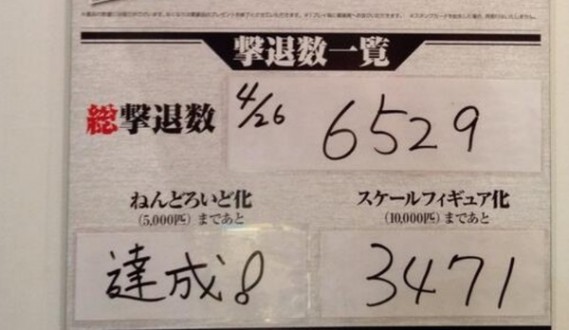 撃退数一覧
総撃退数 4/26 6529
ねんどろいど化 スケールフィギュア化
(5,000匹)まであと (10,000匹)まであと
達成! 3471